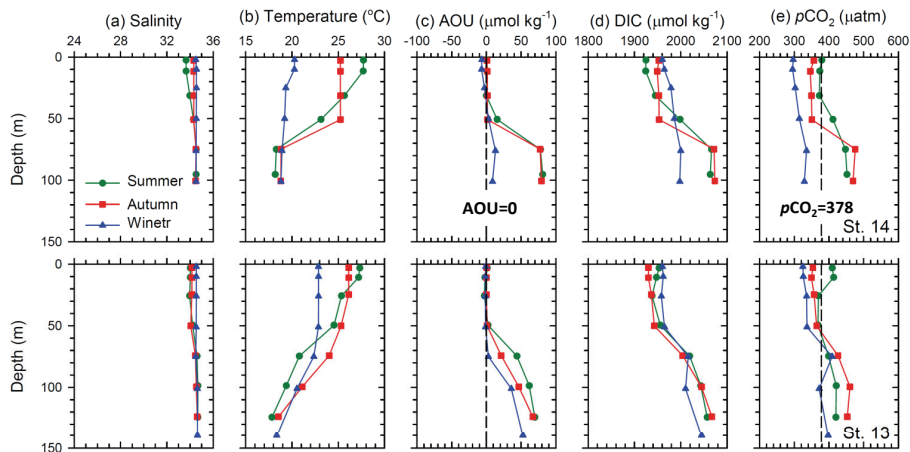 (a) Salinity (b) Temperature (°C) (c) AOU (μmol kg⁻¹) (d) DIC (μmol kg⁻¹) (e) pCO₂ (μatm)
24 28 32 36 15 20 25 30 -100 -50 0 50 100 1800 1900 2000 2100 200 300 400 500 600
0
50
100
150
Depth (m)
Summer
Autumn
Winetr
AOU=0
pCO₂=378
St. 14
0
50
100
150
Depth (m)
St. 13